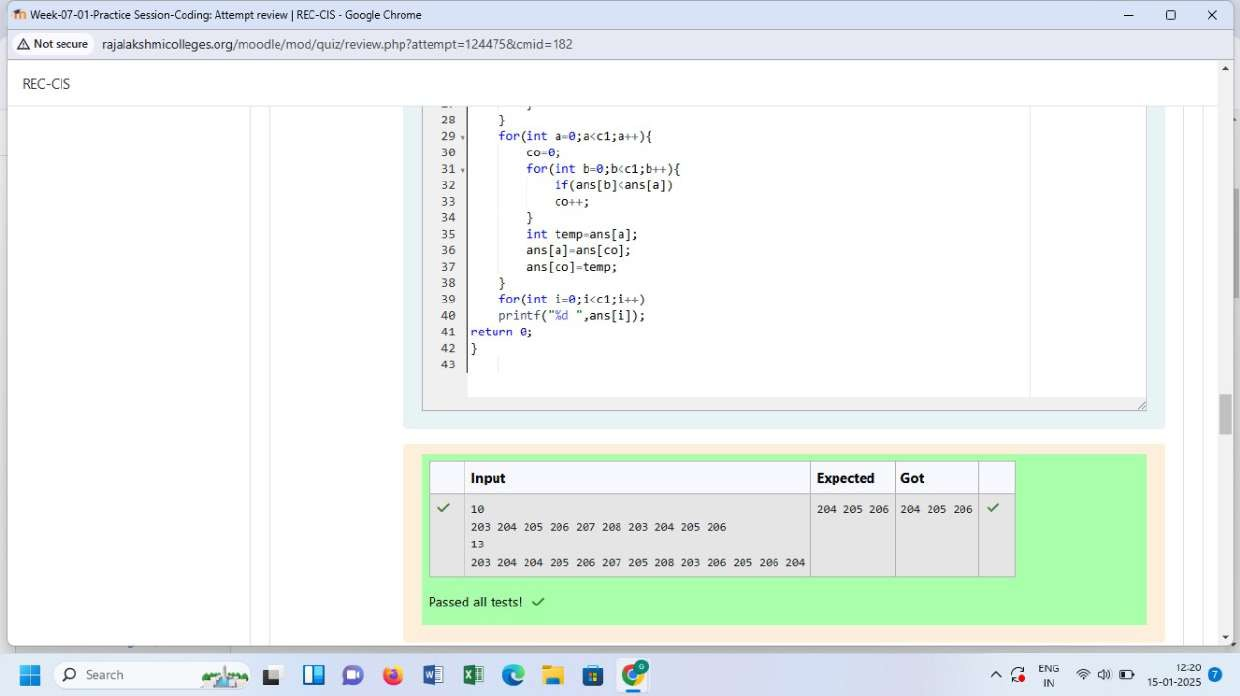 Week-07-01-Practice Session-Coding: Attempt review | REC-CIS - Google Chrome
Not secure rajalakshmicolleges.org/moodle/mod/quiz/review.php?attempt=124475&cmid=182
REC-CIS
28 }
29 for(int a=0;a<c1;a++){
30 co=0;
31 for(int b=0;b<c1;b++){
32 if(ans[b]<ans[a])
33 co++;
34 }
35 int temp=ans[a];
36 ans[a]=ans[co];
37 ans[co]=temp;
38 }
39 for(int i=0;i<c1;i++)
40 printf("%d ",ans[i]);
41 return 0;
42 }
43
Input Expected Got
10 204 205 206 204 205 206
203 204 205 206 207 208 203 204 205 206
13
203 204 204 205 206 207 205 208 203 206 205 206 204
Passed all tests!
Search
ENG
IN
12:20
15-01-2025
7